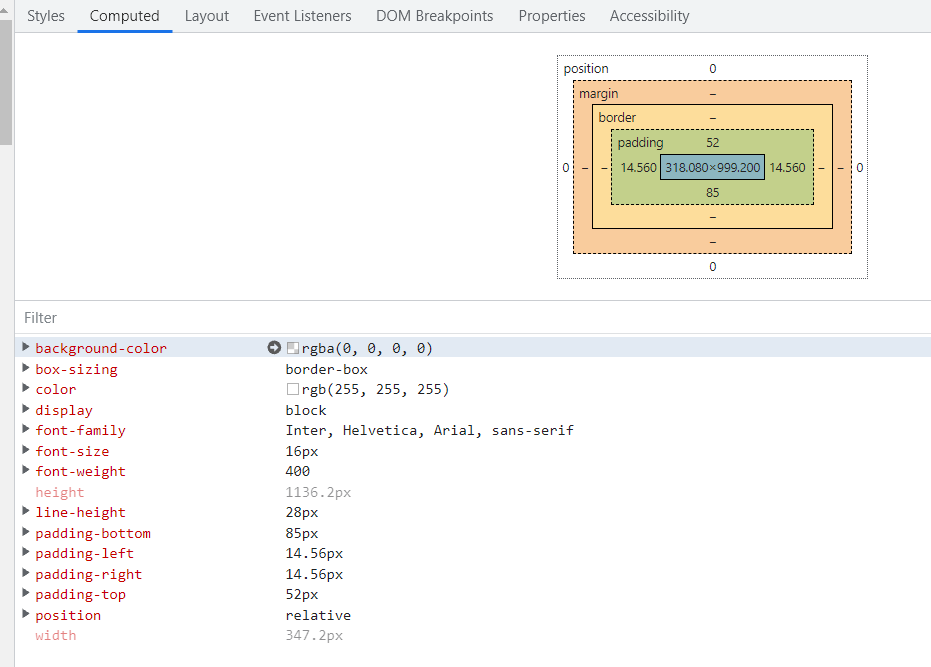 Styles Computed Layout Event Listeners DOM Breakpoints Properties Accessibility
position 0
margin –
border –
padding 52
0 – – 14.560 318.080×999.200 14.560 – – 0
85
–
–
0
Filter
background-color rgba(0, 0, 0, 0)
box-sizing border-box
color rgb(255, 255, 255)
display block
font-family Inter, Helvetica, Arial, sans-serif
font-size 16px
font-weight 400
height 1136.2px
line-height 28px
padding-bottom 85px
padding-left 14.56px
padding-right 14.56px
padding-top 52px
position relative
width 347.2px